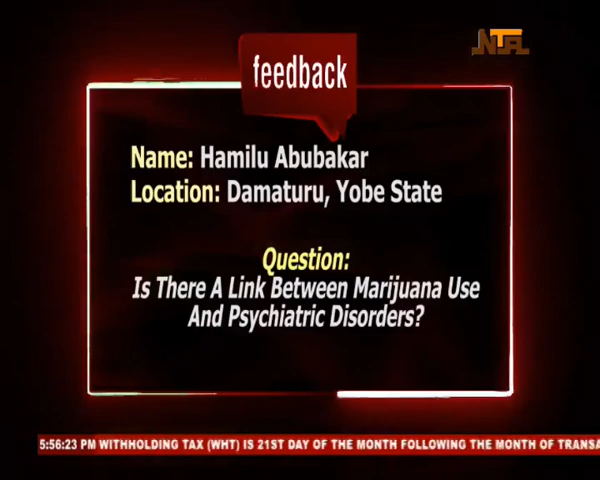 NTA
feedback
Name: Hamilu Abubakar
Location: Damaturu, Yobe State
Question:
Is There A Link Between Marijuana Use
And Psychiatric Disorders?
5:56:23 PM WITHHOLDING TAX (WHT) IS 21ST DAY OF THE MONTH FOLLOWING THE MONTH OF TRANSA